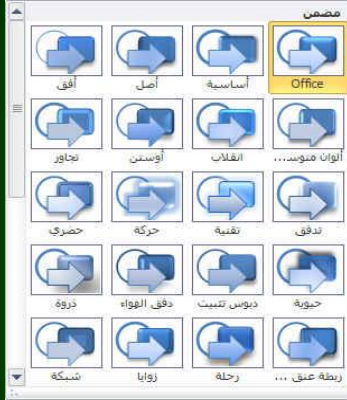 مضمن
Office أساسية أصل أفق
ألوان متوس... انقلاب أوستن تجاور
تدفق تقنية حركة حضري
حيوية دبوس تثبيت دفق الهواء ذروة
ربطة عنق ... رحلة زوايا شبكة